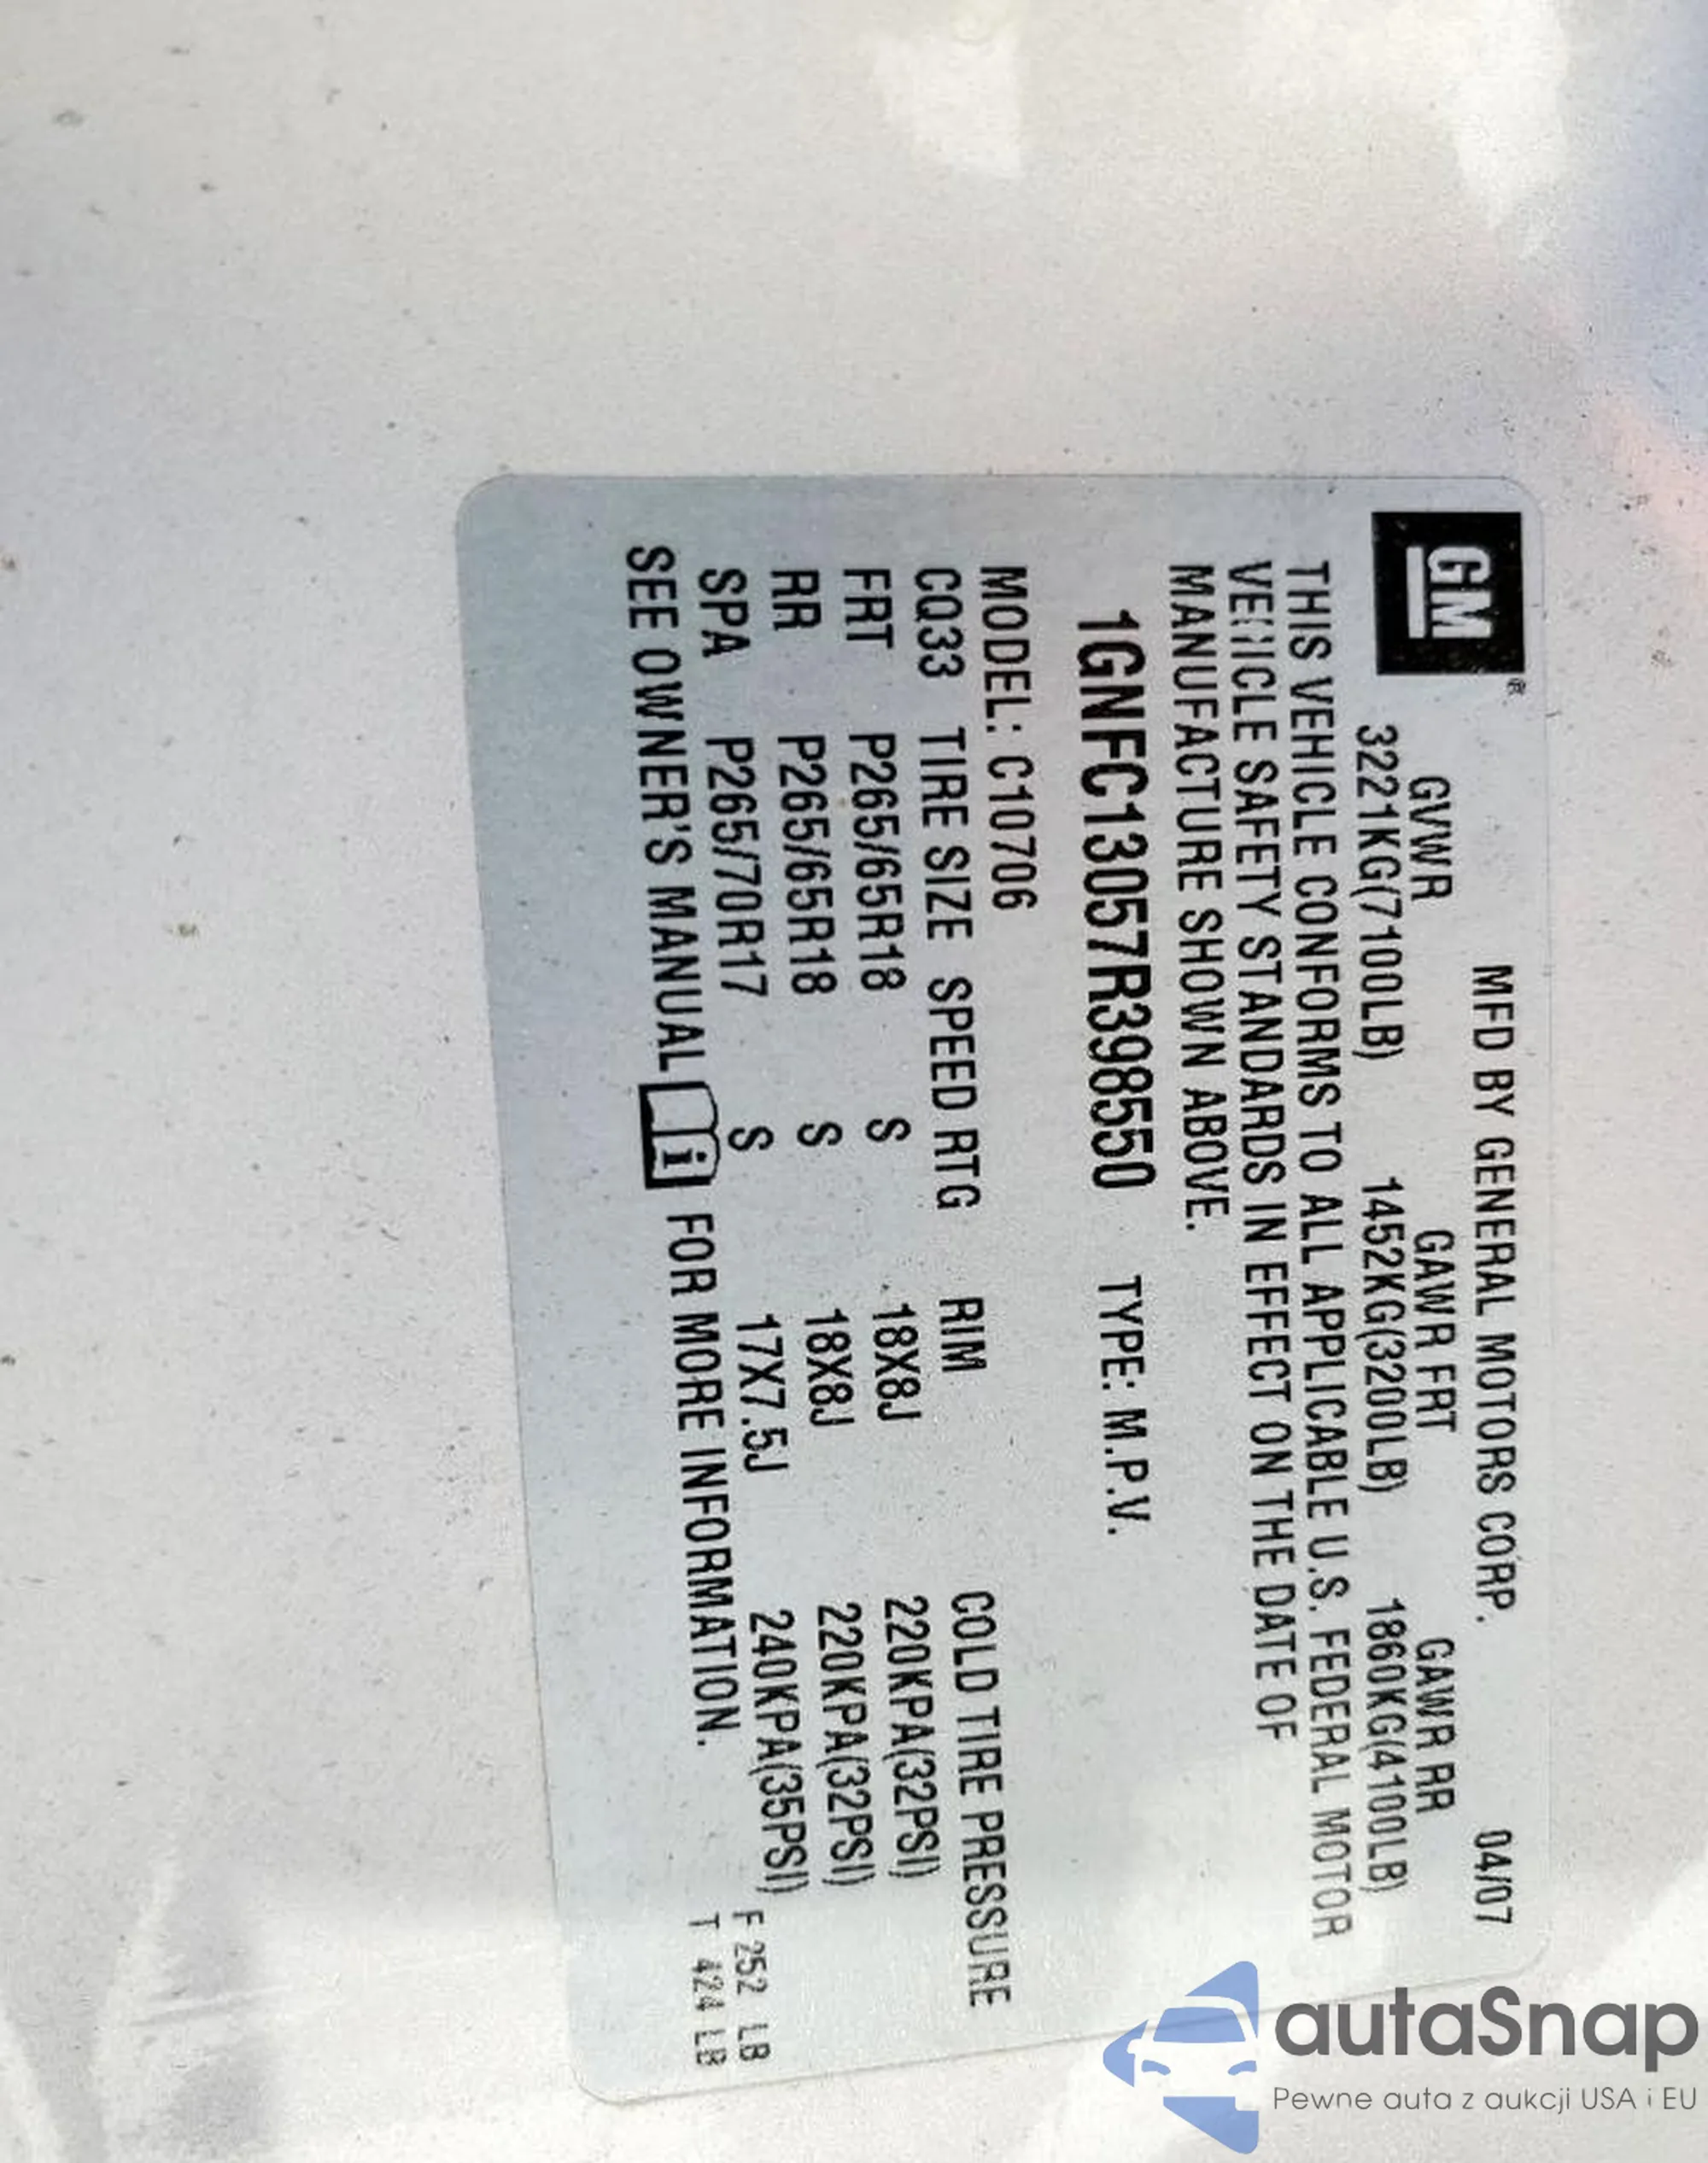 GM®
MFD BY GENERAL MOTORS CORP. 04/07
GVWR GAWR FRT GAWR RR
3221KG(7100LB) 1452KG(3200LB) 1860KG(4100LB)
THIS VEHICLE CONFORMS TO ALL APPLICABLE U.S. FEDERAL MOTOR
VEHICLE SAFETY STANDARDS IN EFFECT ON THE DATE OF
MANUFACTURE SHOWN ABOVE.
1GNFC13057R398550 TYPE: M.P.V.
MODEL: C10706
CQ33 TIRE SIZE SPEED RTG RIM COLD TIRE PRESSURE
FRT P265/65R18 S 18X8J 220KPA(32PSI)
RR P265/65R18 S 18X8J 220KPA(32PSI)
SPA P265/70R17 S 17X7.5J 240KPA(35PSI)
SEE OWNER'S MANUAL i FOR MORE INFORMATION.
F 252 LB
T 424 LB
autaSnap
Pewne auta z aukcji USA i EU